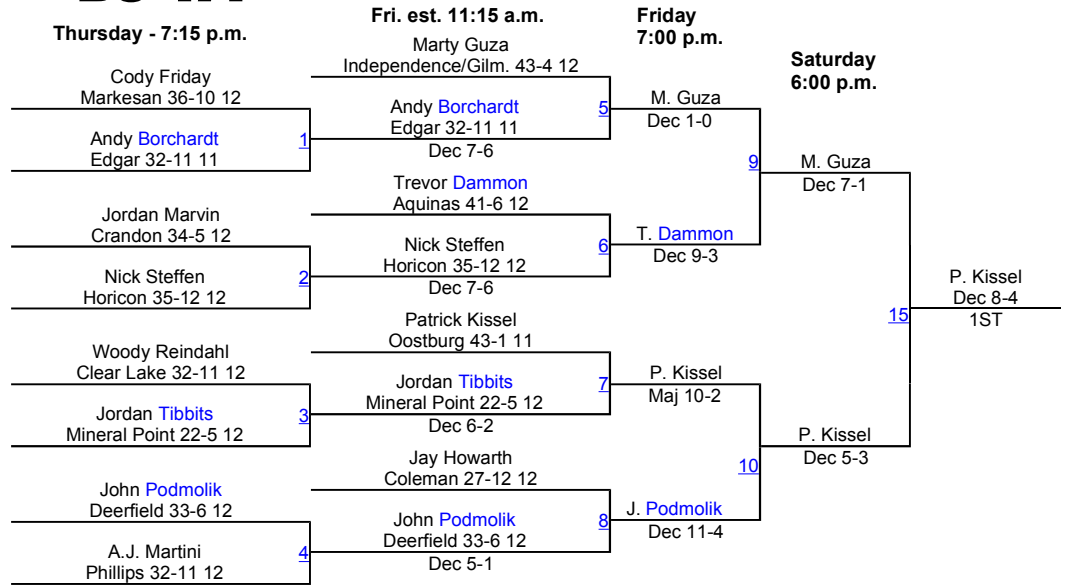 Thursday - 7:15 p.m.
Fri. est. 11:15 a.m.
Friday
7:00 p.m.
Saturday
6:00 p.m.
Cody Friday
Markesan 36-10 12
Andy Borchardt
Edgar 32-11 11
1
Jordan Marvin
Crandon 34-5 12
Nick Steffen
Horicon 35-12 12
2
Woody Reindahl
Clear Lake 32-11 12
Jordan Tibbits
Mineral Point 22-5 12
3
John Podmolik
Deerfield 33-6 12
A.J. Martini
Phillips 32-11 12
4
Marty Guza
Independence/Gilm. 43-4 12
Andy Borchardt
Edgar 32-11 11
Dec 7-6
5
Trevor Dammon
Aquinas 41-6 12
Nick Steffen
Horicon 35-12 12
Dec 7-6
6
Patrick Kissel
Oostburg 43-1 11
Jordan Tibbits
Mineral Point 22-5 12
Dec 6-2
7
Jay Howarth
Coleman 27-12 12
John Podmolik
Deerfield 33-6 12
Dec 5-1
8
M. Guza
Dec 1-0
T. Dammon
Dec 9-3
9
P. Kissel
Maj 10-2
J. Podmolik
Dec 11-4
10
M. Guza
Dec 7-1
P. Kissel
Dec 5-3
15
P. Kissel
Dec 8-4
1ST